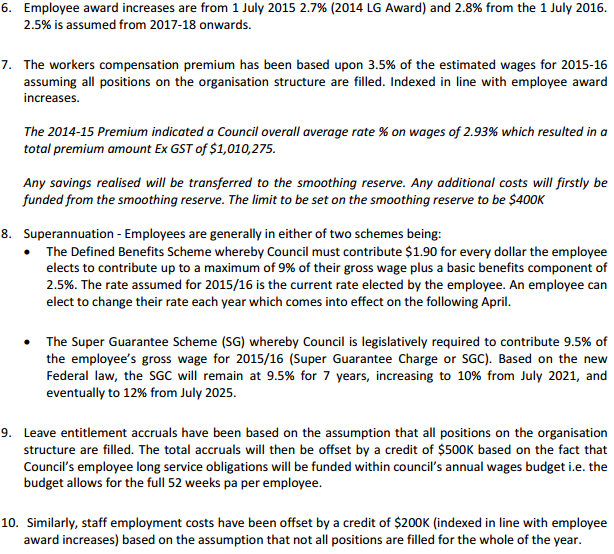 6. Employee award increases are from 1 July 2015 2.7% (2014 LG Award) and 2.8% from the 1 July 2016.
2.5% is assumed from 2017-18 onwards.
7. The workers compensation premium has been based upon 3.5% of the estimated wages for 2015-16
assuming all positions on the organisation structure are filled. Indexed in line with employee award
increases.
The 2014-15 Premium indicated a Council overall average rate % on wages of 2.93% which resulted in a
total premium amount Ex GST of $1,010,275.
Any savings realised will be transferred to the smoothing reserve. Any additional costs will firstly be
funded from the smoothing reserve. The limit to be set on the smoothing reserve to be $400K
8. Superannuation - Employees are generally in either of two schemes being:
• The Defined Benefits Scheme whereby Council must contribute $1.90 for every dollar the employee
elects to contribute up to a maximum of 9% of their gross wage plus a basic benefits component of
2.5%. The rate assumed for 2015/16 is the current rate elected by the employee. An employee can
elect to change their rate each year which comes into effect on the following April.
• The Super Guarantee Scheme (SG) whereby Council is legislatively required to contribute 9.5% of
the employee's gross wage for 2015/16 (Super Guarantee Charge or SGC). Based on the new
Federal law, the SGC will remain at 9.5% for 7 years, increasing to 10% from July 2021, and
eventually to 12% from July 2025.
9. Leave entitlement accruals have been based on the assumption that all positions on the organisation
structure are filled. The total accruals will then be offset by a credit of $500K based on the fact that
Council's employee long service obligations will be funded within council's annual wages budget i.e. the
budget allows for the full 52 weeks pa per employee.
10. Similarly, staff employment costs have been offset by a credit of $200K (indexed in line with employee
award increases) based on the assumption that not all positions are filled for the whole of the year.